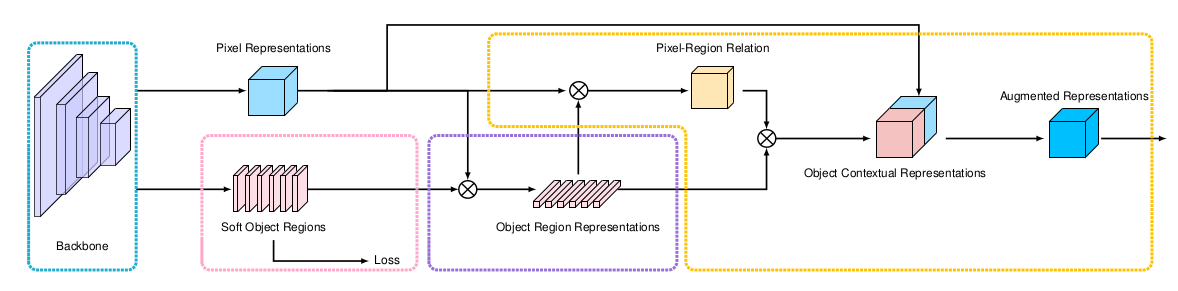 Pixel Representations
Pixel-Region Relation
Augmented Representations
Object Contextual Representations
Soft Object Regions
Object Region Representations
Backbone
Loss